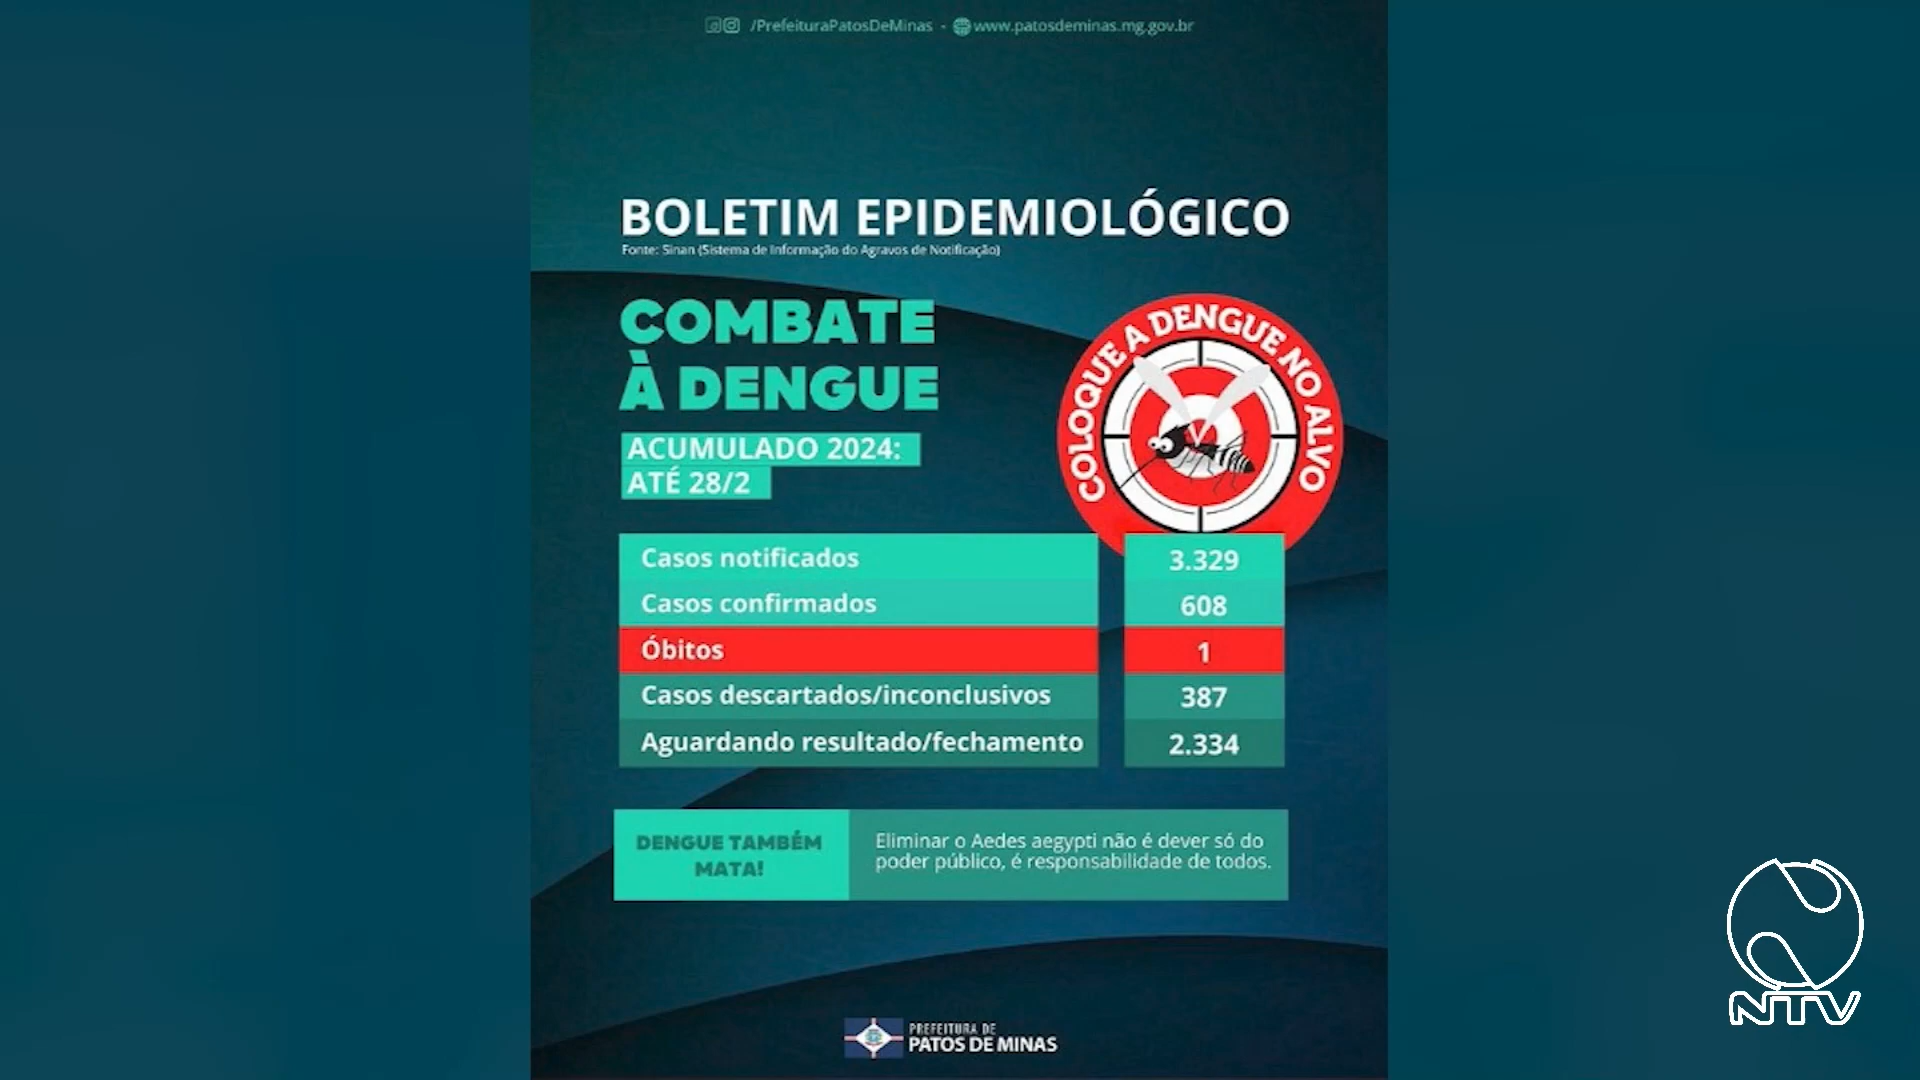 /PrefeituraPatosDeMinas - www.patosdeminas.mg.gov.br
BOLETIM EPIDEMIOLÓGICO
Fonte: Sinan (Sistema de Informação do Agravos de Notificação)
COMBATE
À DENGUE
ACUMULADO 2024:
ATÉ 28/2
COLOQUE A DENGUE NO ALVO
Casos notificados 3.329
Casos confirmados 608
Óbitos 1
Casos descartados/inconclusivos 387
Aguardando resultado/fechamento 2.334
DENGUE TAMBÉM
MATA!
Eliminar o Aedes aegypti não é dever só do
poder público, é responsabilidade de todos.
PREFEITURA DE
PATOS DE MINAS
NTV